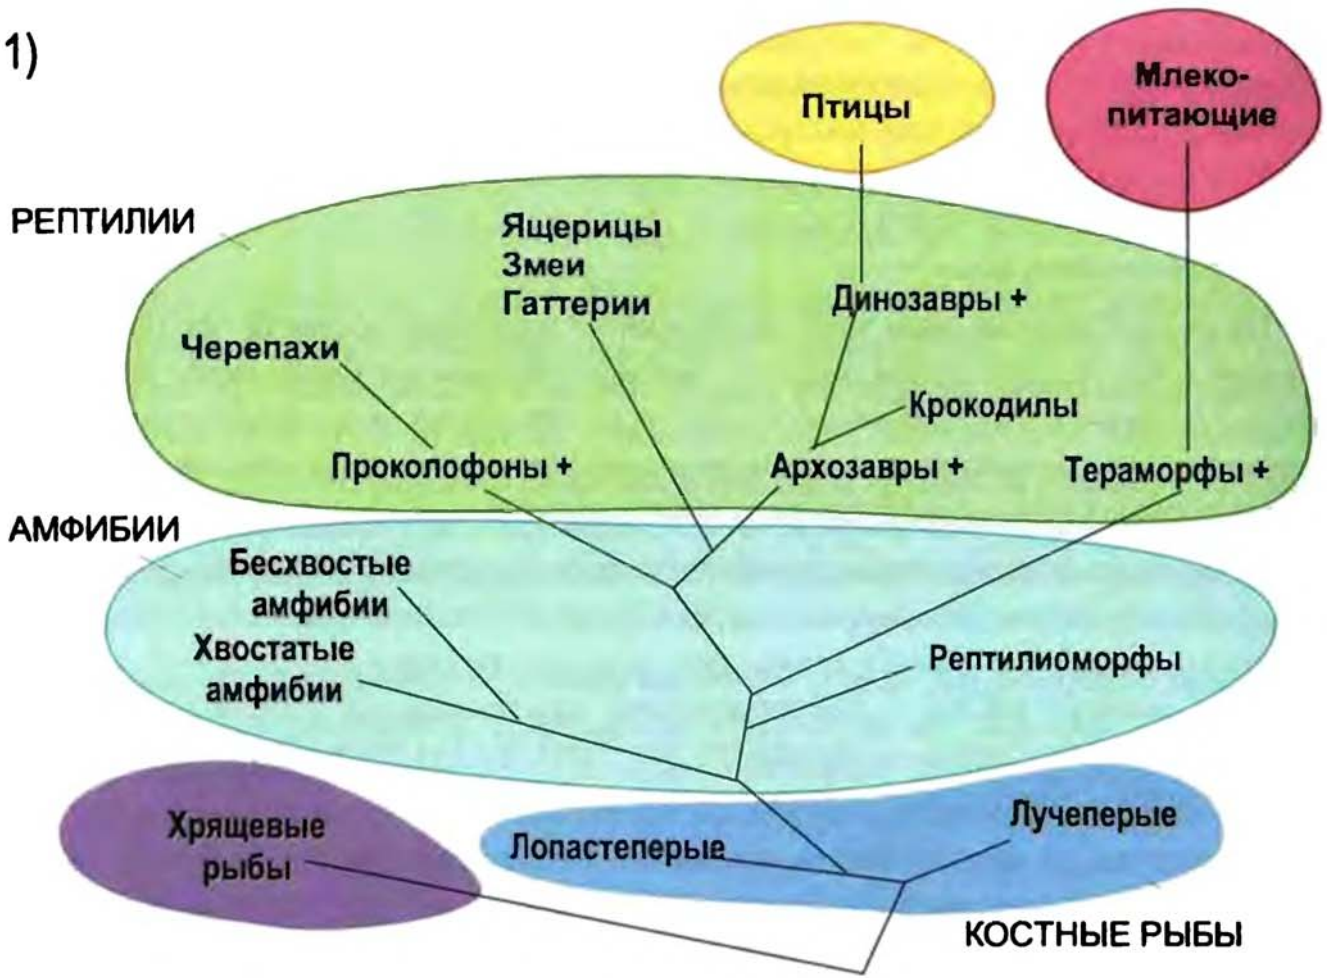 1)
Птицы
Млеко-
питающие
РЕПТИЛИИ
Ящерицы
Змеи
Гаттерии
Динозавры +
Черепахи
Крокодилы
Проколофоны +
Архозавры +
Тераморфы +
АМФИБИИ
Бесхвостые
амфибии
Хвостатые
амфибии
Рептилиоморфы
Хрящевые
рыбы
Лопастеперые
Лучеперые
КОСТНЫЕ РЫБЫ